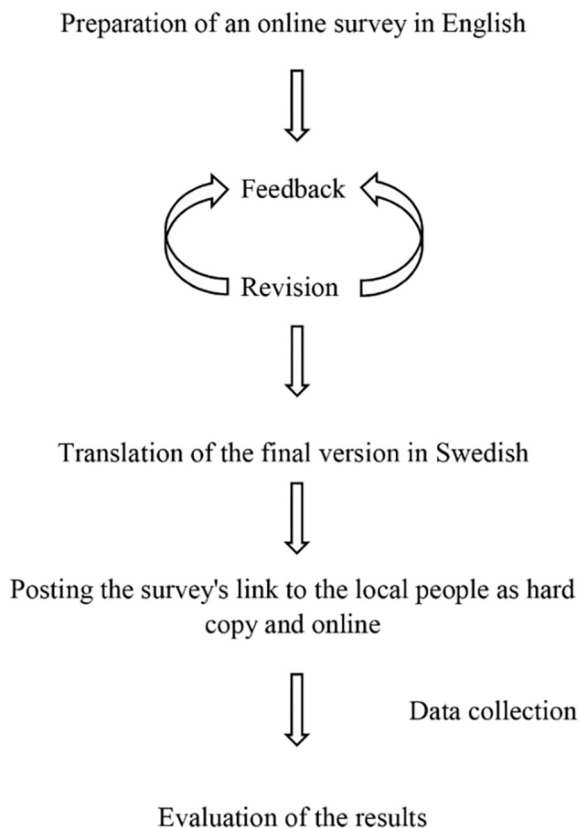 Preparation of an online survey in English
Feedback
Revision
Translation of the final version in Swedish
Posting the survey's link to the local people as hard
copy and online
Data collection
Evaluation of the results